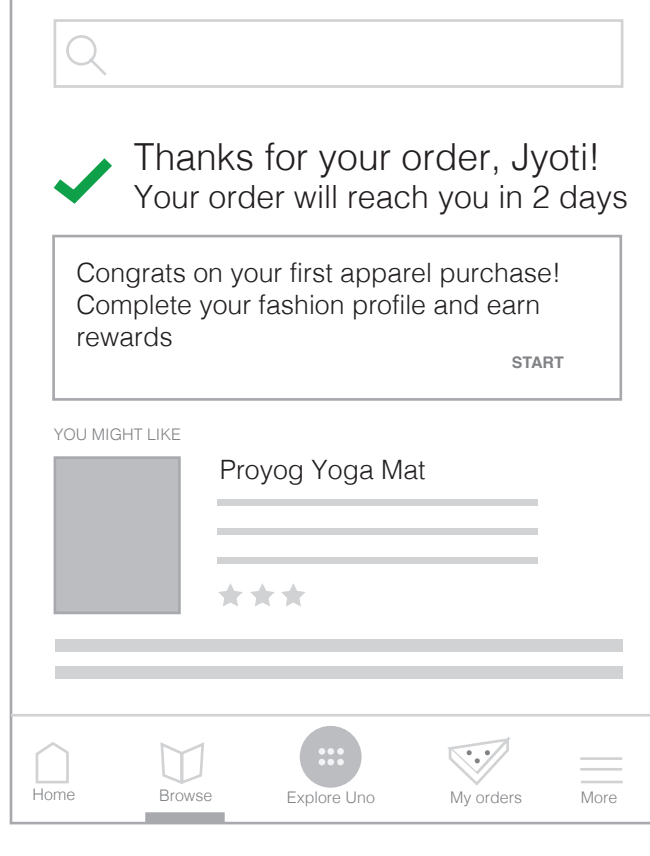 Thanks for your order, Jyoti!
Your order will reach you in 2 days
Congrats on your first apparel purchase!
Complete your fashion profile and earn
rewards
START
YOU MIGHT LIKE
Proyog Yoga Mat
Home
Browse
Explore Uno
My orders
More